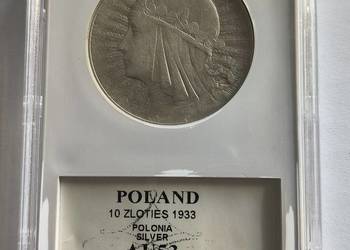 POLAND
10 ZLOTIES 1933
POLONIA
SILVER